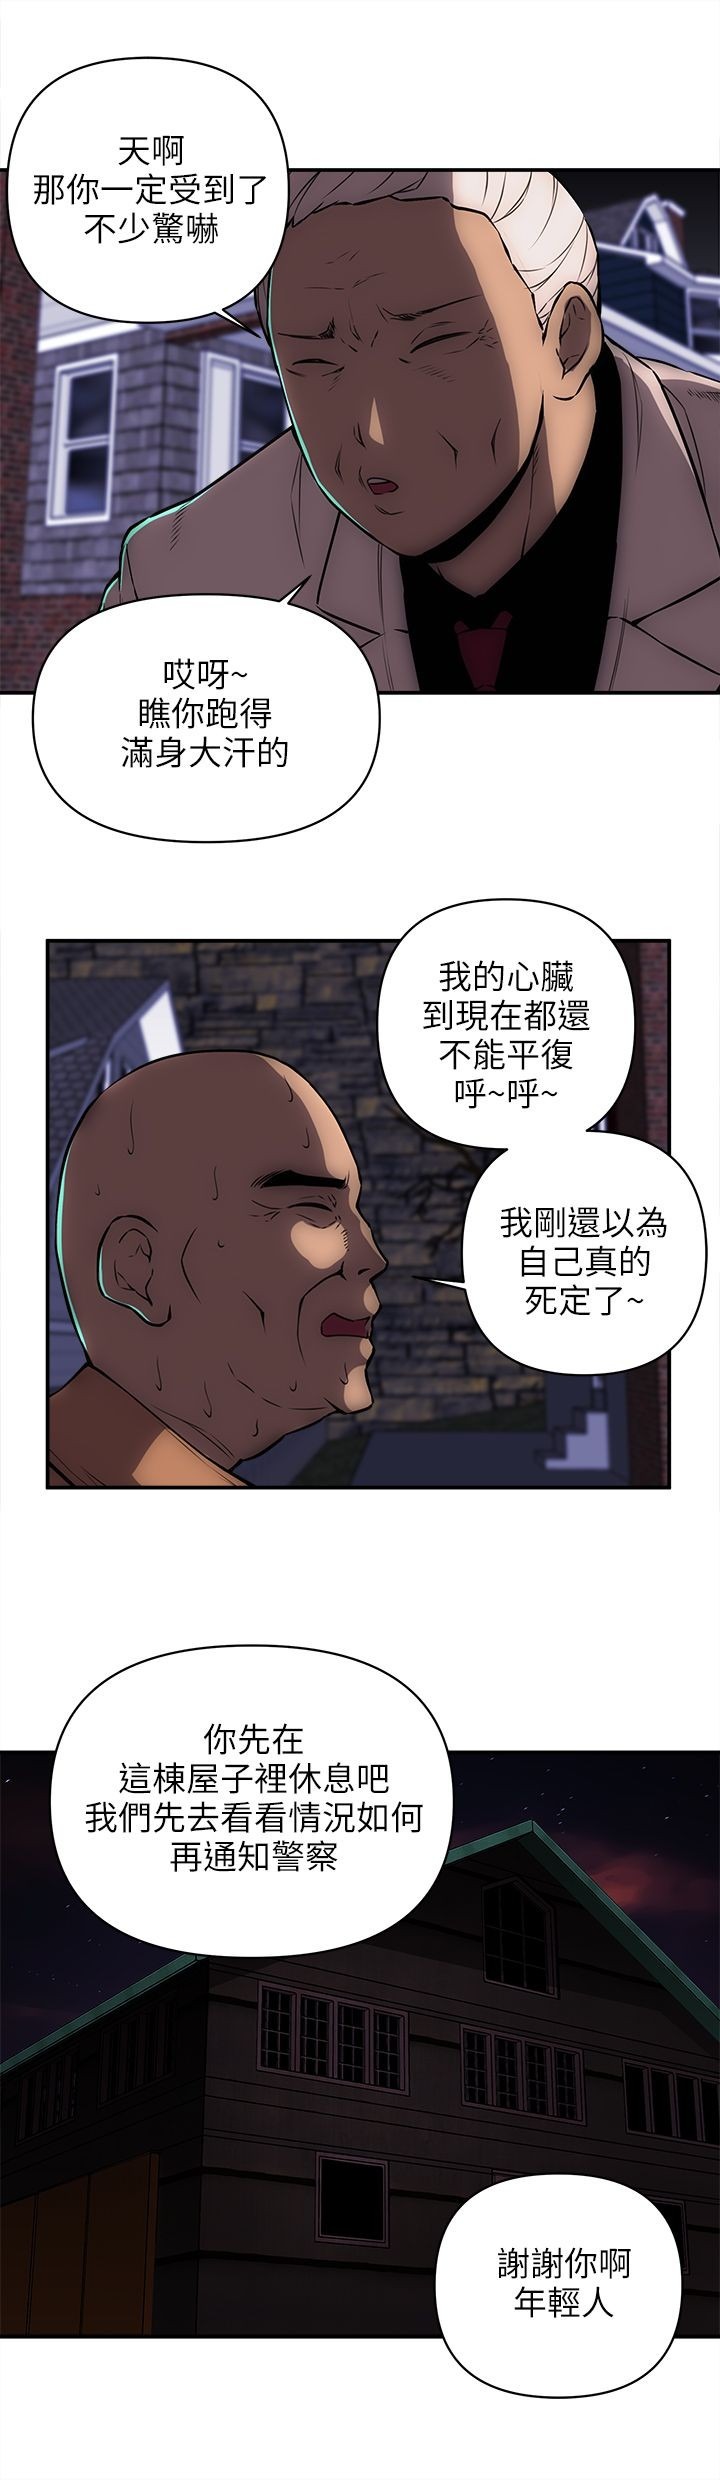 天啊
那你一定受到了
不少驚嚇
哎呀~
瞧你跑得
滿身大汗的
我的心臟
到現在都還
不能平復
呼~呼~
我剛還以為
自己真的
死定了~
你先在
這棟屋子裡休息吧
我們先去看看情況如何
再通知警察
謝謝你啊
年輕人